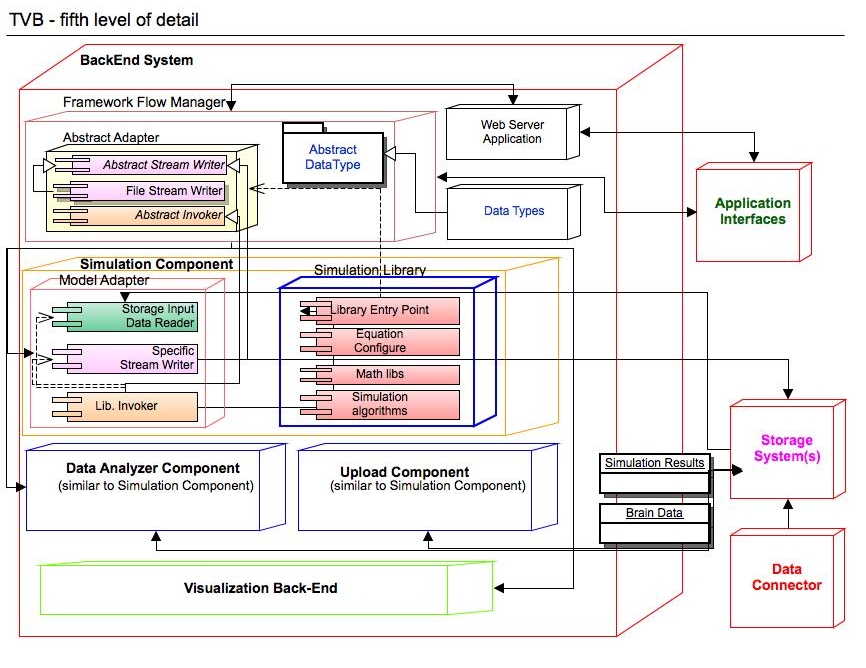 TVB - fifth level of detail
BackEnd System
Framework Flow Manager
Abstract Adapter
Abstract Stream Writer
File Stream Writer
Abstract Invoker
Abstract
DataType
Web Server
Application
Data Types
Application
Interfaces
Simulation Component
Model Adapter
Storage Input
Data Reader
Specific
Stream Writer
Lib. Invoker
Simulation Library
Library Entry Point
Equation
Configure
Math libs
Simulation
algorithms
Storage
System(s)
Data Analyzer Component
(similar to Simulation Component)
Upload Component
(similar to Simulation Component)
Simulation Results
Brain Data
Data
Connector
Visualization Back-End